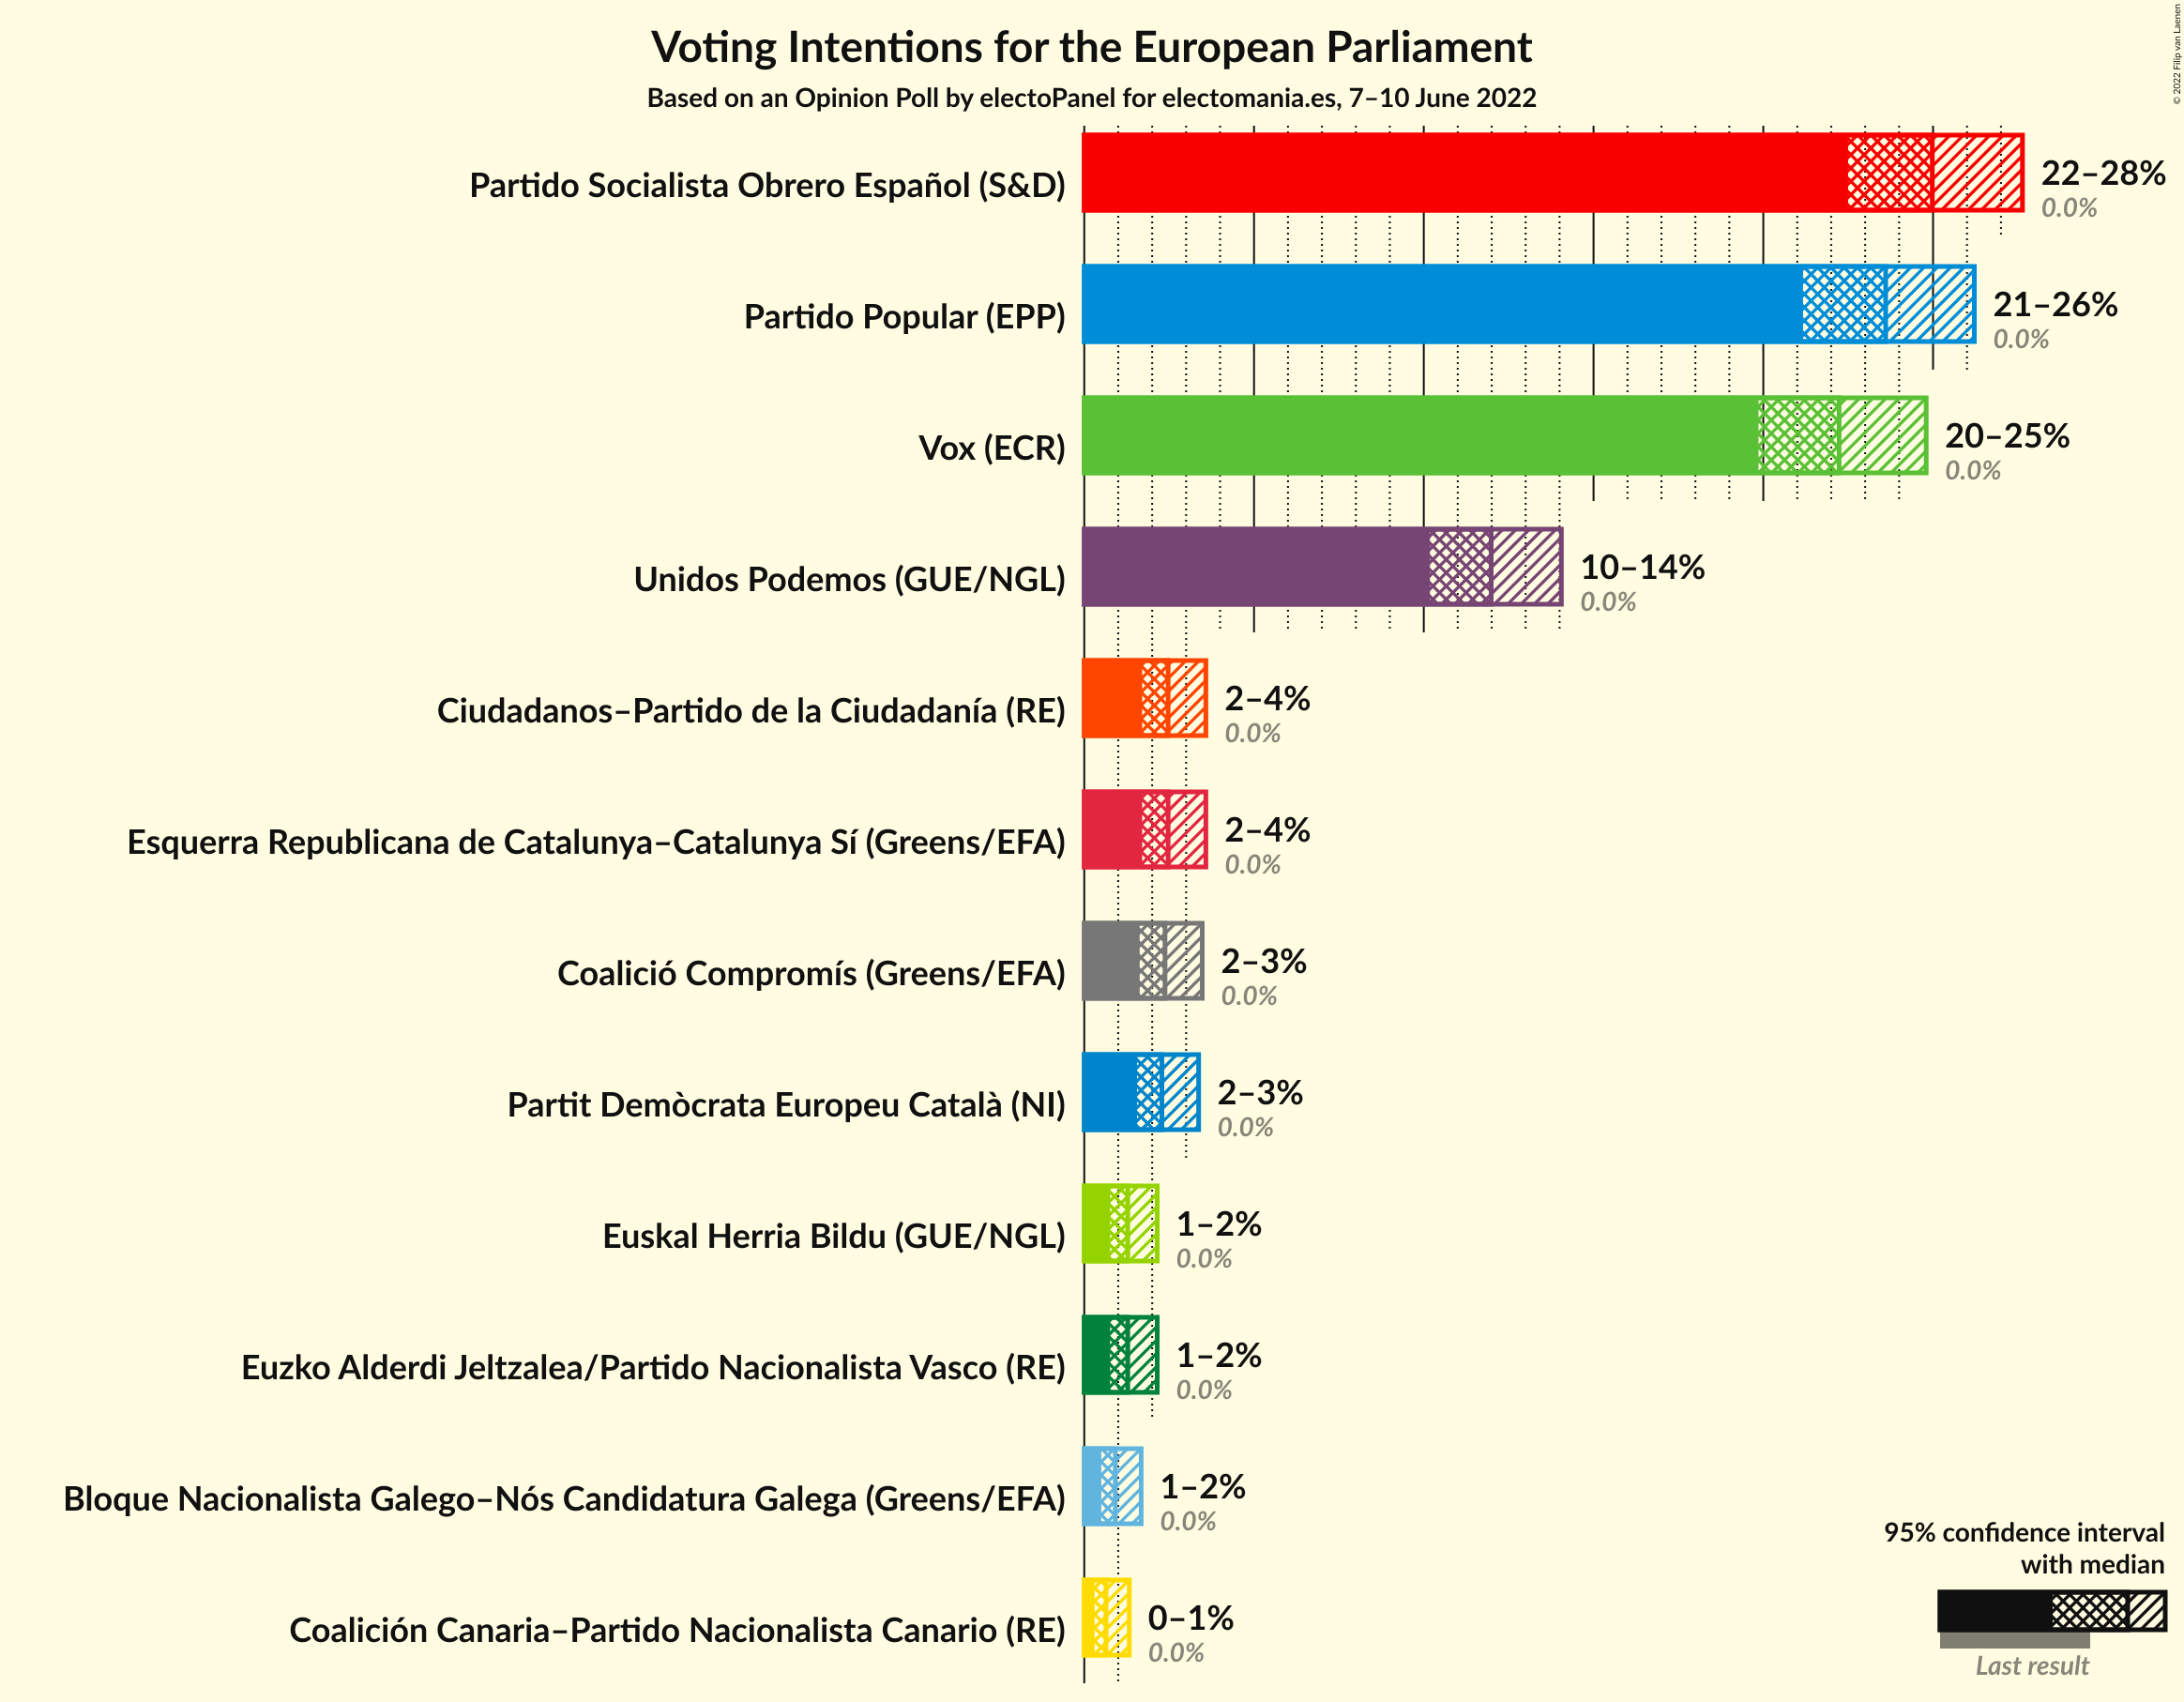 Voting Intentions for the European Parliament
Based on an Opinion Poll by electoPanel for electomania.es, 7–10 June 2022
© 2022 Filip van Laenen
Partido Socialista Obrero Español (S&D)
22–28%
0.0%
Partido Popular (EPP)
21–26%
0.0%
Vox (ECR)
20–25%
0.0%
Unidos Podemos (GUE/NGL)
10–14%
0.0%
Ciudadanos–Partido de la Ciudadanía (RE)
2–4%
0.0%
Esquerra Republicana de Catalunya–Catalunya Sí (Greens/EFA)
2–4%
0.0%
Coalició Compromís (Greens/EFA)
2–3%
0.0%
Partit Demòcrata Europeu Català (NI)
2–3%
0.0%
Euskal Herria Bildu (GUE/NGL)
1–2%
0.0%
Euzko Alderdi Jeltzalea/Partido Nacionalista Vasco (RE)
1–2%
0.0%
Bloque Nacionalista Galego–Nós Candidatura Galega (Greens/EFA)
1–2%
0.0%
Coalición Canaria–Partido Nacionalista Canario (RE)
0–1%
0.0%
95% confidence interval
with median
Last result